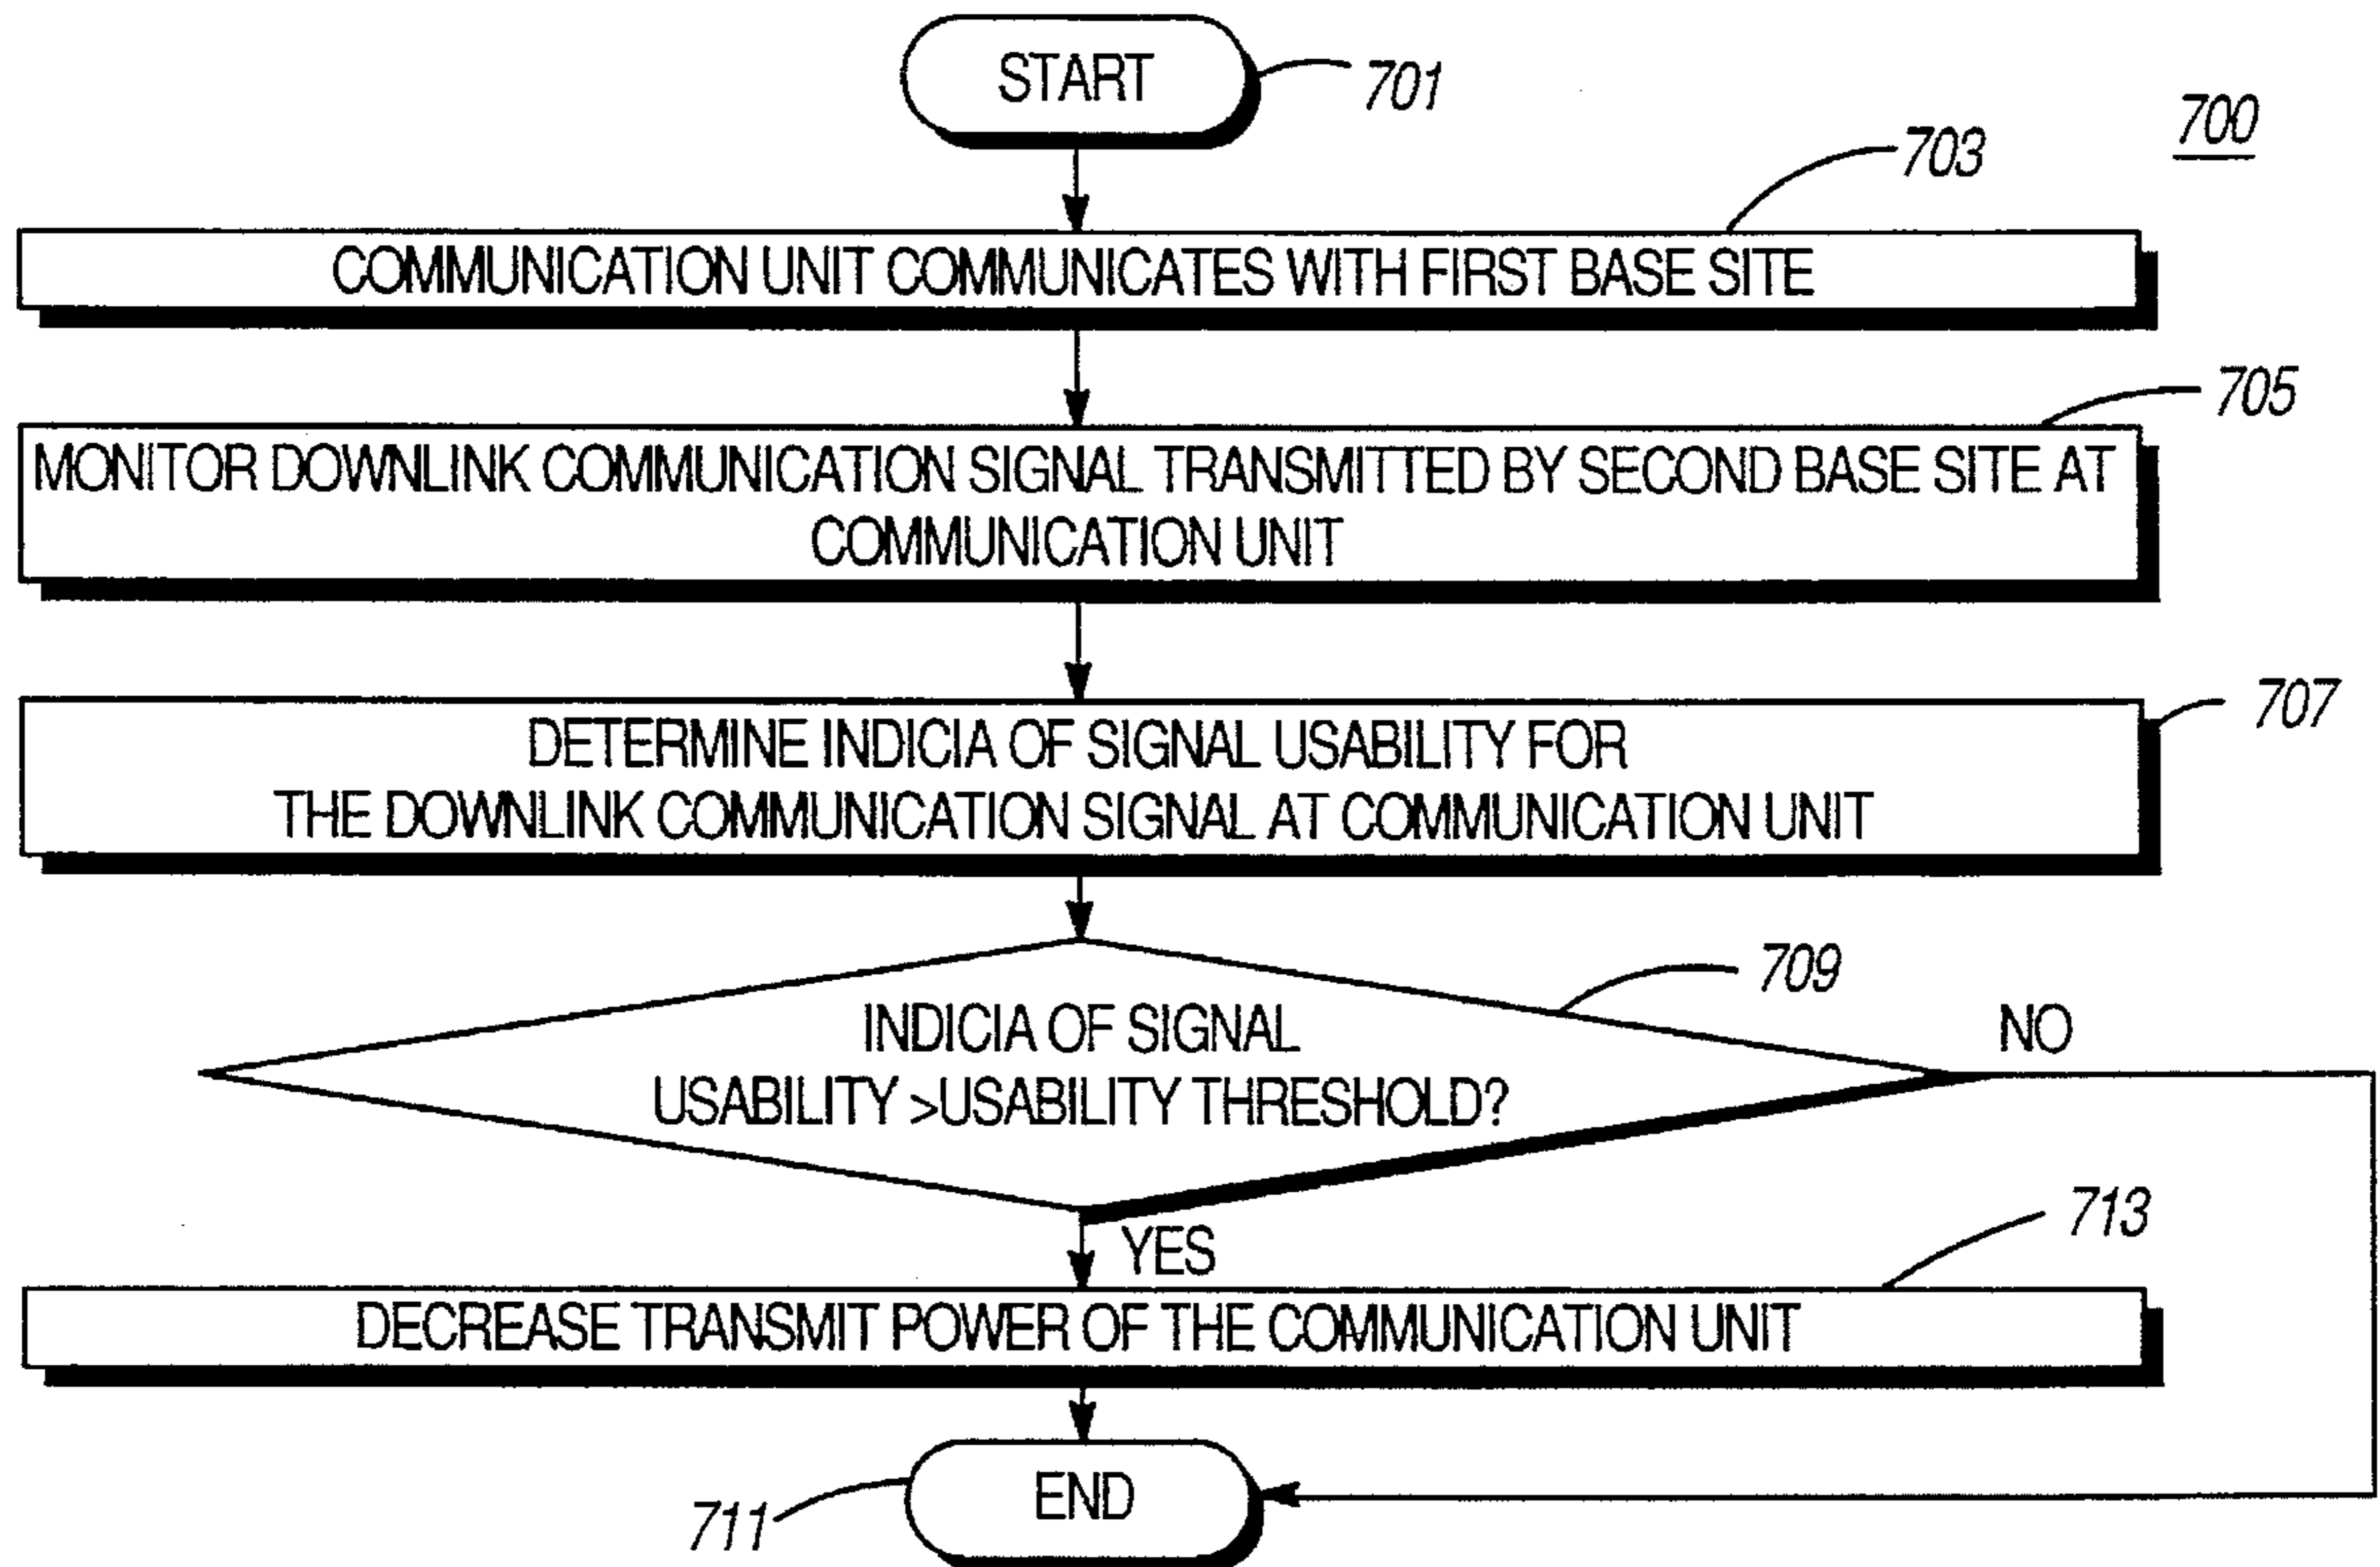 START
701
700
703
COMMUNICATION UNIT COMMUNICATES WITH FIRST BASE SITE
705
MONITOR DOWNLINK COMMUNICATION SIGNAL TRANSMITTED BY SECOND BASE SITE AT
COMMUNICATION UNIT
707
DETERMINE INDICIA OF SIGNAL USABILITY FOR
THE DOWNLINK COMMUNICATION SIGNAL AT COMMUNICATION UNIT
709
INDICIA OF SIGNAL
USABILITY >USABILITY THRESHOLD?
NO
YES
713
DECREASE TRANSMIT POWER OF THE COMMUNICATION UNIT
END
711